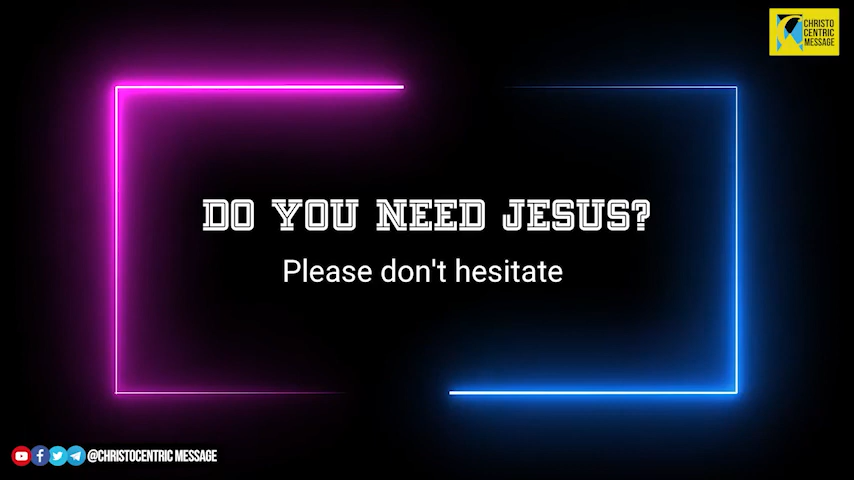 CHRISTO
CENTRIC
MESSAGE
DO YOU NEED JESUS?
Please don't hesitate
@CHRISTOCENTRIC MESSAGE